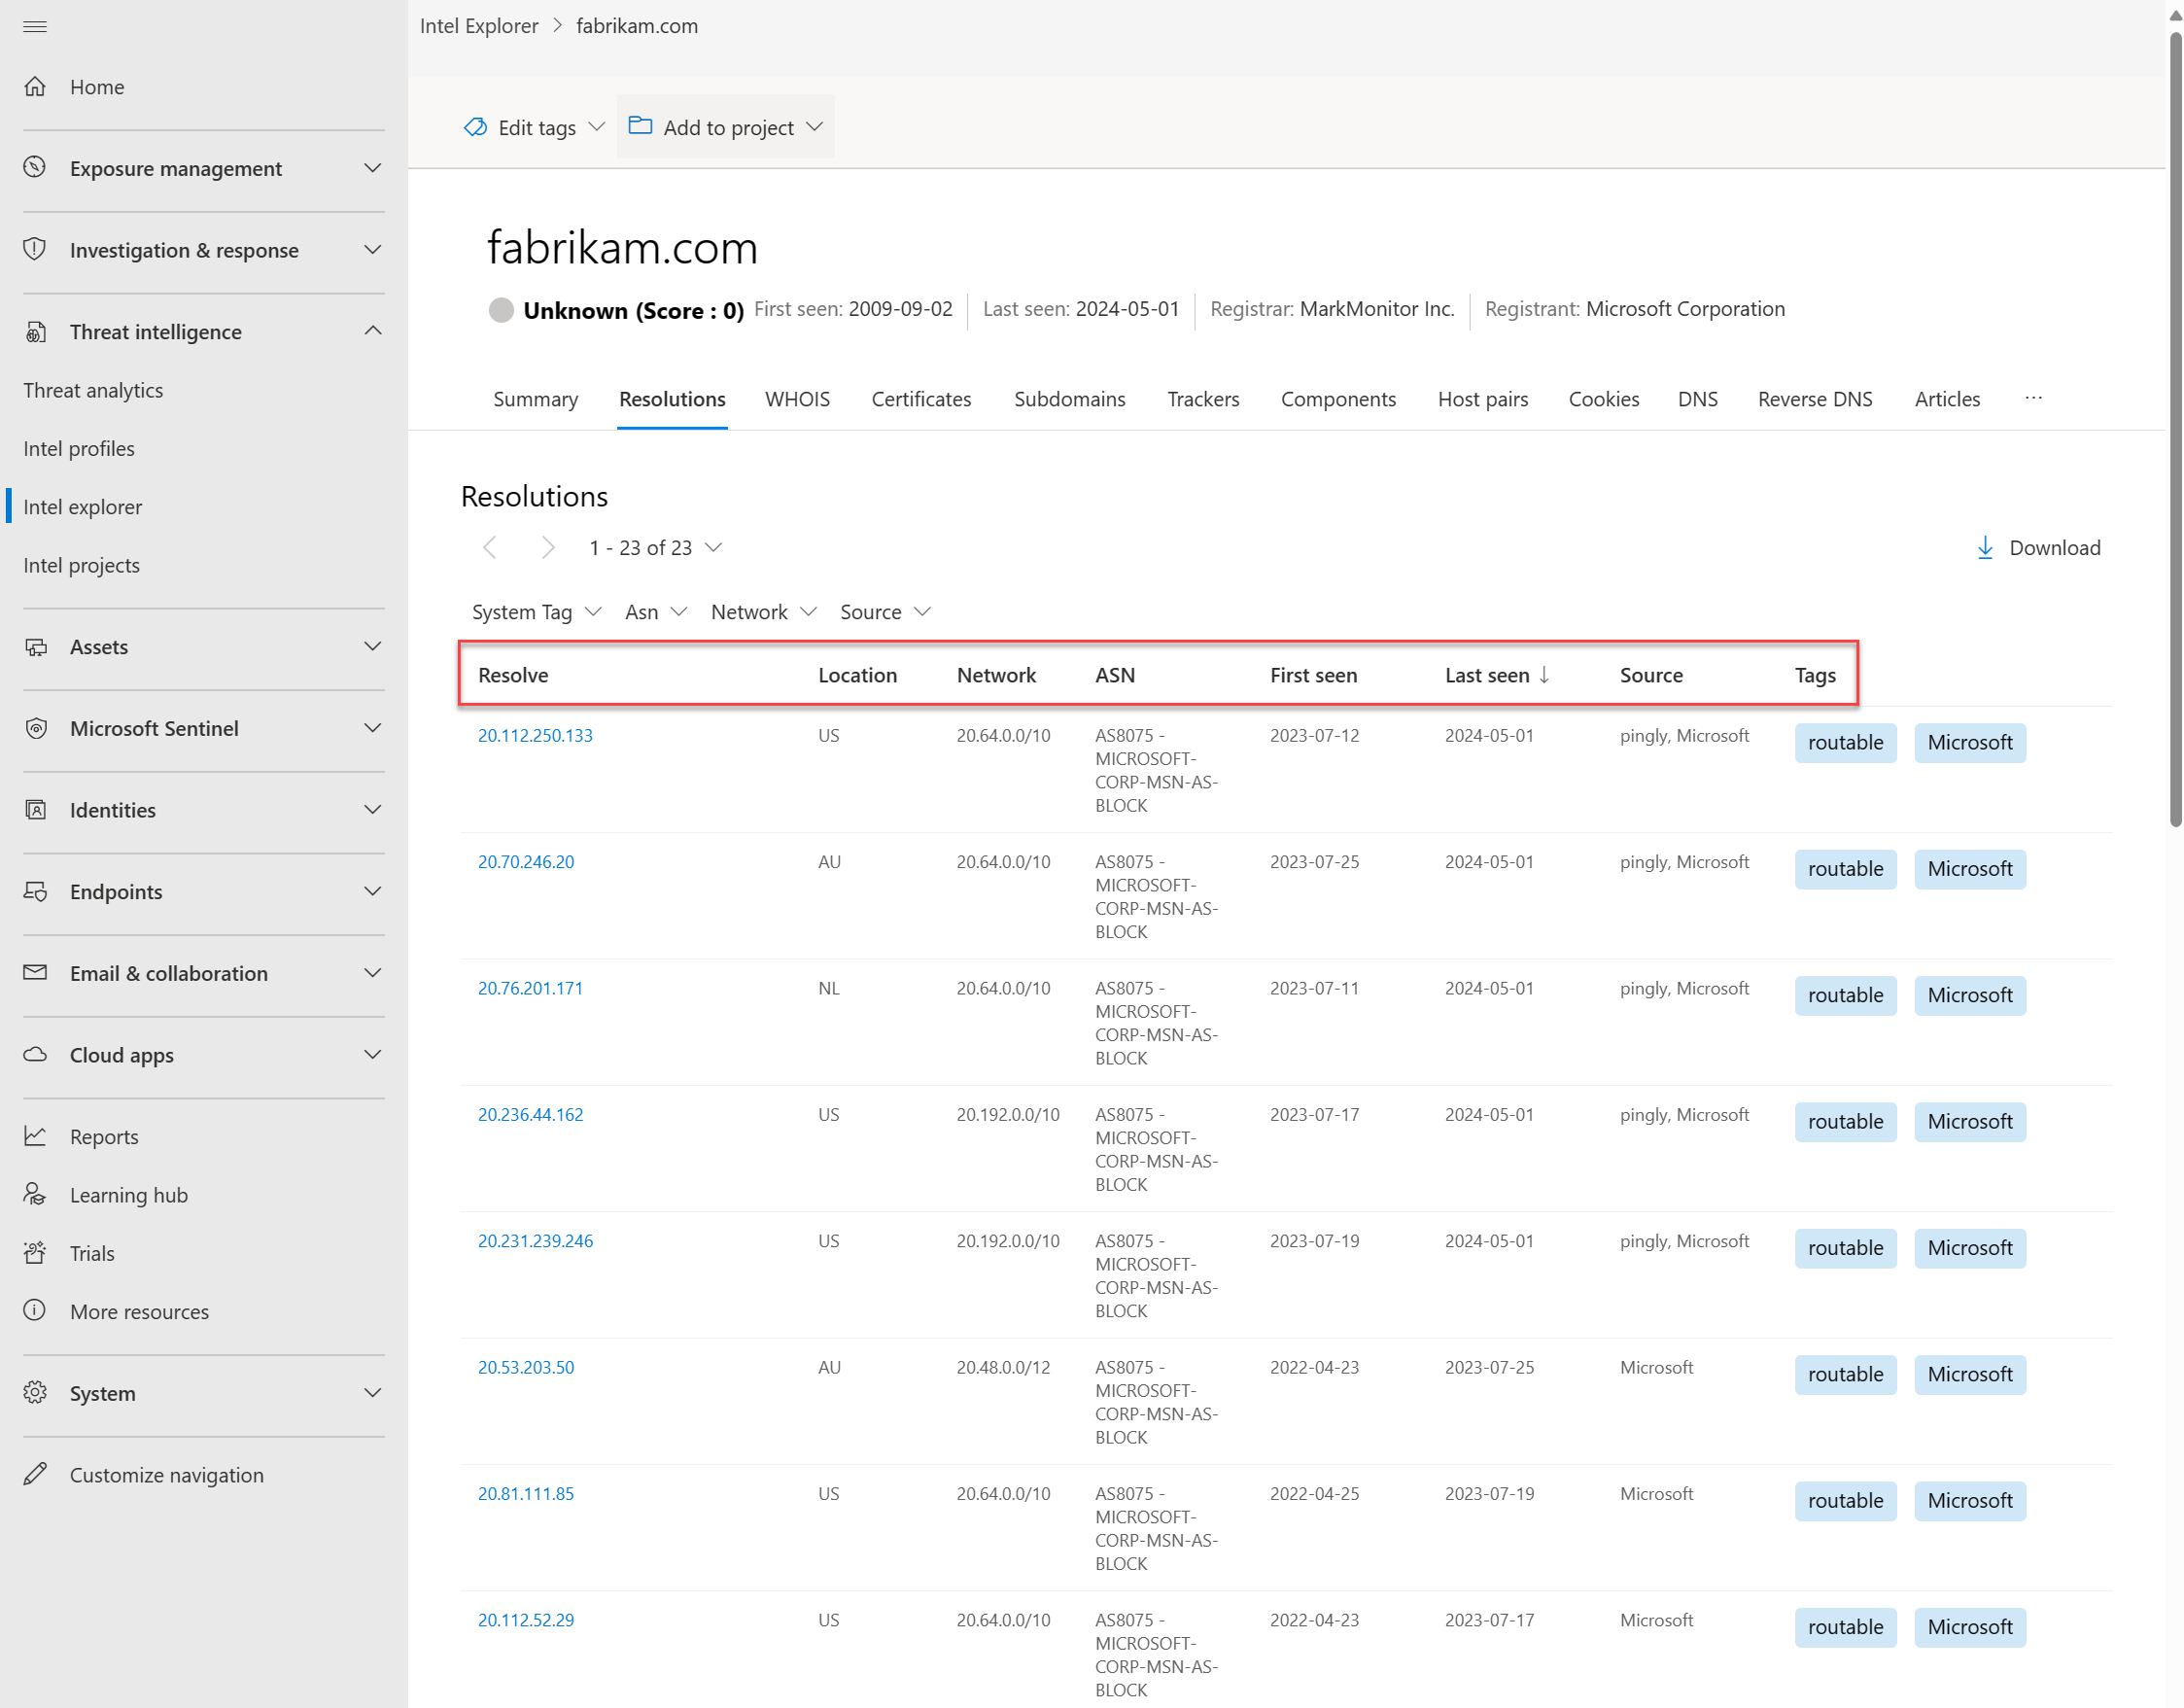 Intel Explorer > fabrikam.com
Home
Exposure management
Investigation & response
Threat intelligence
Threat analytics
Intel profiles
Intel explorer
Intel projects
Assets
Microsoft Sentinel
Identities
Endpoints
Email & collaboration
Cloud apps
Reports
Learning hub
Trials
More resources
System
Customize navigation
Edit tags Add to project
fabrikam.com
Unknown (Score : 0) First seen: 2009-09-02 Last seen: 2024-05-01 Registrar: MarkMonitor Inc. Registrant: Microsoft Corporation
Summary Resolutions WHOIS Certificates Subdomains Trackers Components Host pairs Cookies DNS Reverse DNS Articles ...
Resolutions
1 - 23 of 23 Download
System Tag Asn Network Source
Resolve Location Network ASN First seen Last seen ↓ Source Tags
20.112.250.133 US 20.64.0.0/10 AS8075 - 2023-07-12 2024-05-01 pingly, Microsoft routable Microsoft
MICROSOFT-
CORP-MSN-AS-
BLOCK
20.70.246.20 AU 20.64.0.0/10 AS8075 - 2023-07-25 2024-05-01 pingly, Microsoft routable Microsoft
MICROSOFT-
CORP-MSN-AS-
BLOCK
20.76.201.171 NL 20.64.0.0/10 AS8075 - 2023-07-11 2024-05-01 pingly, Microsoft routable Microsoft
MICROSOFT-
CORP-MSN-AS-
BLOCK
20.236.44.162 US 20.192.0.0/10 AS8075 - 2023-07-17 2024-05-01 pingly, Microsoft routable Microsoft
MICROSOFT-
CORP-MSN-AS-
BLOCK
20.231.239.246 US 20.192.0.0/10 AS8075 - 2023-07-19 2024-05-01 pingly, Microsoft routable Microsoft
MICROSOFT-
CORP-MSN-AS-
BLOCK
20.53.203.50 AU 20.48.0.0/12 AS8075 - 2022-04-23 2023-07-25 Microsoft routable Microsoft
MICROSOFT-
CORP-MSN-AS-
BLOCK
20.81.111.85 US 20.64.0.0/10 AS8075 - 2022-04-25 2023-07-19 Microsoft routable Microsoft
MICROSOFT-
CORP-MSN-AS-
BLOCK
20.112.52.29 US 20.64.0.0/10 AS8075 - 2022-04-23 2023-07-17 Microsoft routable Microsoft
MICROSOFT-
CORP-MSN-AS-
BLOCK